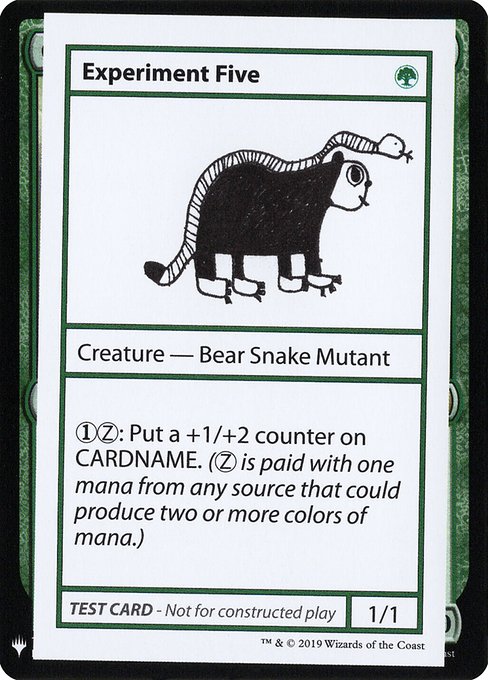 Experiment Five
Creature — Bear Snake Mutant
①Ⓩ: Put a +1/+2 counter on
CARDNAME. (Ⓩ is paid with one
mana from any source that could
produce two or more colors of
mana.)
TEST CARD - Not for constructed play
1/1
™ & © 2019 Wizards of the Coast